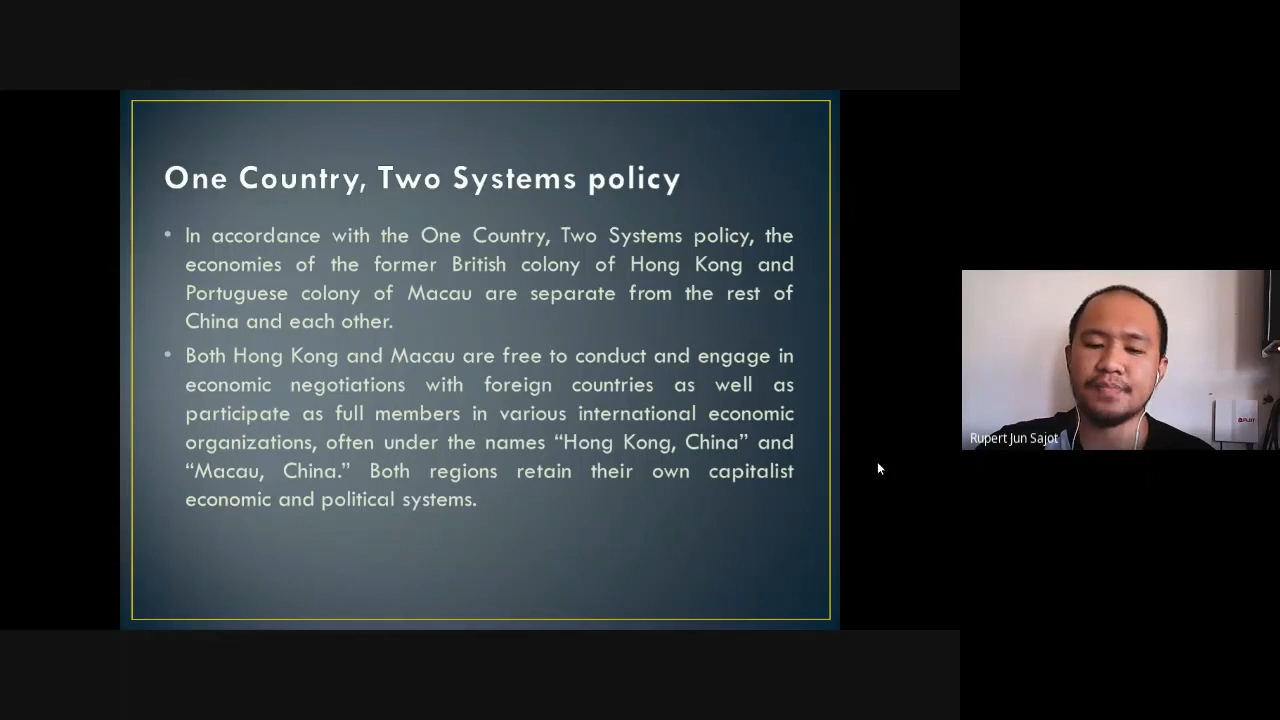 One Country, Two Systems policy
• In accordance with the One Country, Two Systems policy, the
economies of the former British colony of Hong Kong and
Portuguese colony of Macau are separate from the rest of
China and each other.
• Both Hong Kong and Macau are free to conduct and engage in
economic negotiations with foreign countries as well as
participate as full members in various international economic
organizations, often under the names “Hong Kong, China” and
“Macau, China.” Both regions retain their own capitalist
economic and political systems.
Rupert Jun Sajot